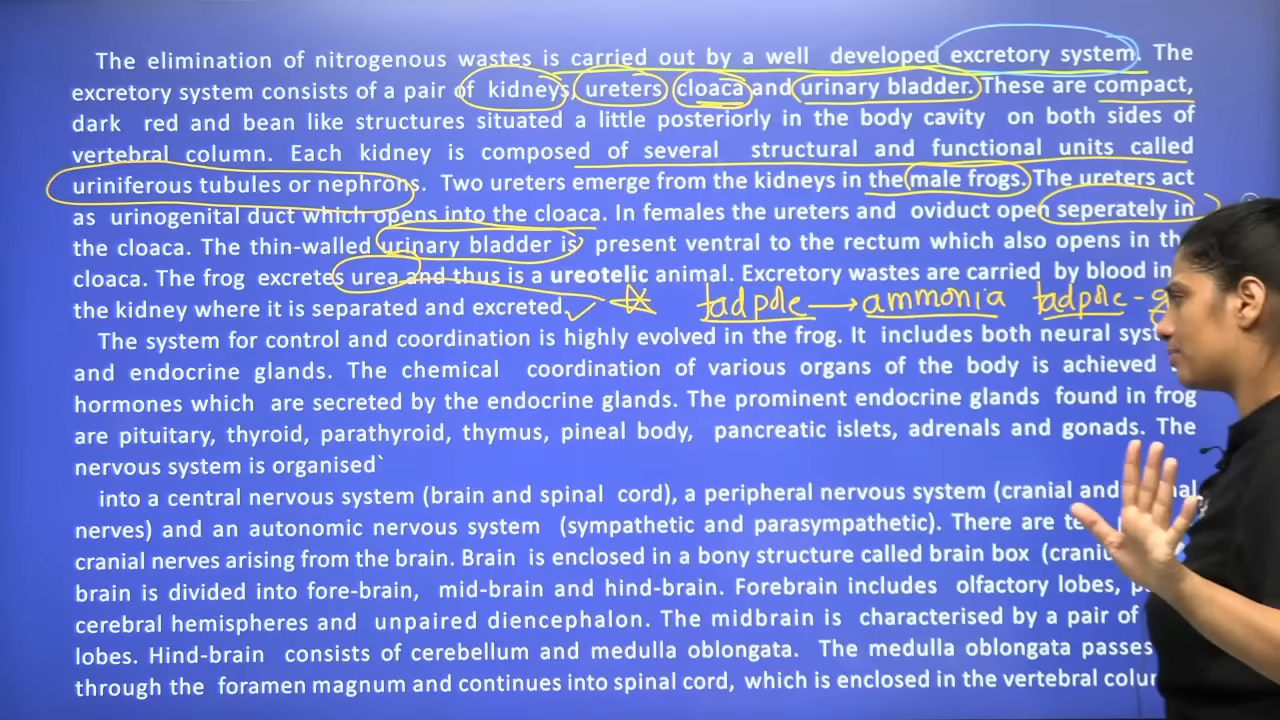 The elimination of nitrogenous wastes is carried out by a well developed excretory system. The
excretory system consists of a pair of kidneys, ureters cloaca and urinary bladder. These are compact,
dark red and bean like structures situated a little posteriorly in the body cavity on both sides of
vertebral column. Each kidney is composed of several structural and functional units called
uriniferous tubules or nephrons. Two ureters emerge from the kidneys in the male frogs. The ureters act
as urinogenital duct which opens into the cloaca. In females the ureters and oviduct open seperately in
the cloaca. The thin-walled urinary bladder is present ventral to the rectum which also opens in
cloaca. The frog excretes urea and thus is a ureotelic animal. Excretory wastes are carried by blood
the kidney where it is separated and excreted. tadpole → ammonia tadpole -
The system for control and coordination is highly evolved in the frog. It includes both neural
and endocrine glands. The chemical coordination of various organs of the body is achieved
hormones which are secreted by the endocrine glands. The prominent endocrine glands found in frog
are pituitary, thyroid, parathyroid, thymus, pineal body, pancreatic islets, adrenals and gonads. The
nervous system is organised`
into a central nervous system (brain and spinal cord), a peripheral nervous system (cranial and
nerves) and an autonomic nervous system (sympathetic and parasympathetic). There are
cranial nerves arising from the brain. Brain is enclosed in a bony structure called brain box
brain is divided into fore-brain, mid-brain and hind-brain. Forebrain includes olfactory lobes,
cerebral hemispheres and unpaired diencephalon. The midbrain is characterised by a pair of
lobes. Hind-brain consists of cerebellum and medulla oblongata. The medulla oblongata passes
through the foramen magnum and continues into spinal cord, which is enclosed in the vertebral